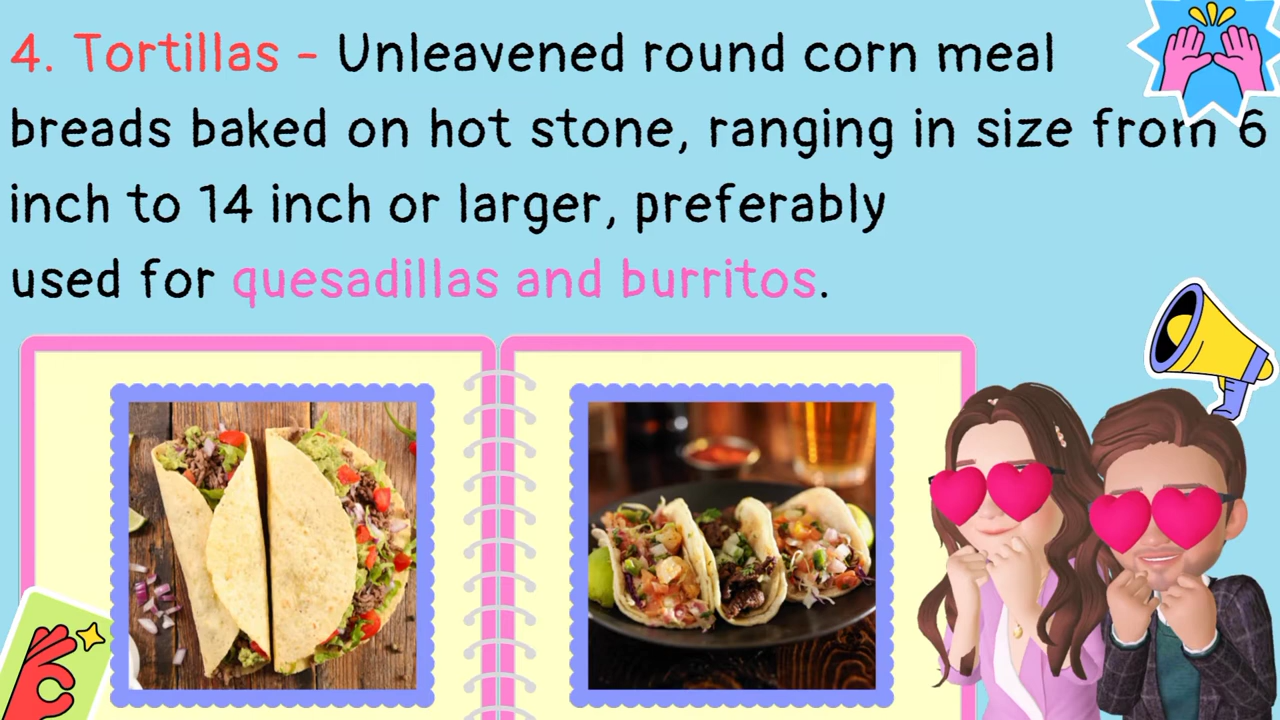 4. Tortillas - Unleavened round corn meal
breads baked on hot stone, ranging in size from 6
inch to 14 inch or larger, preferably
used for quesadillas and burritos.